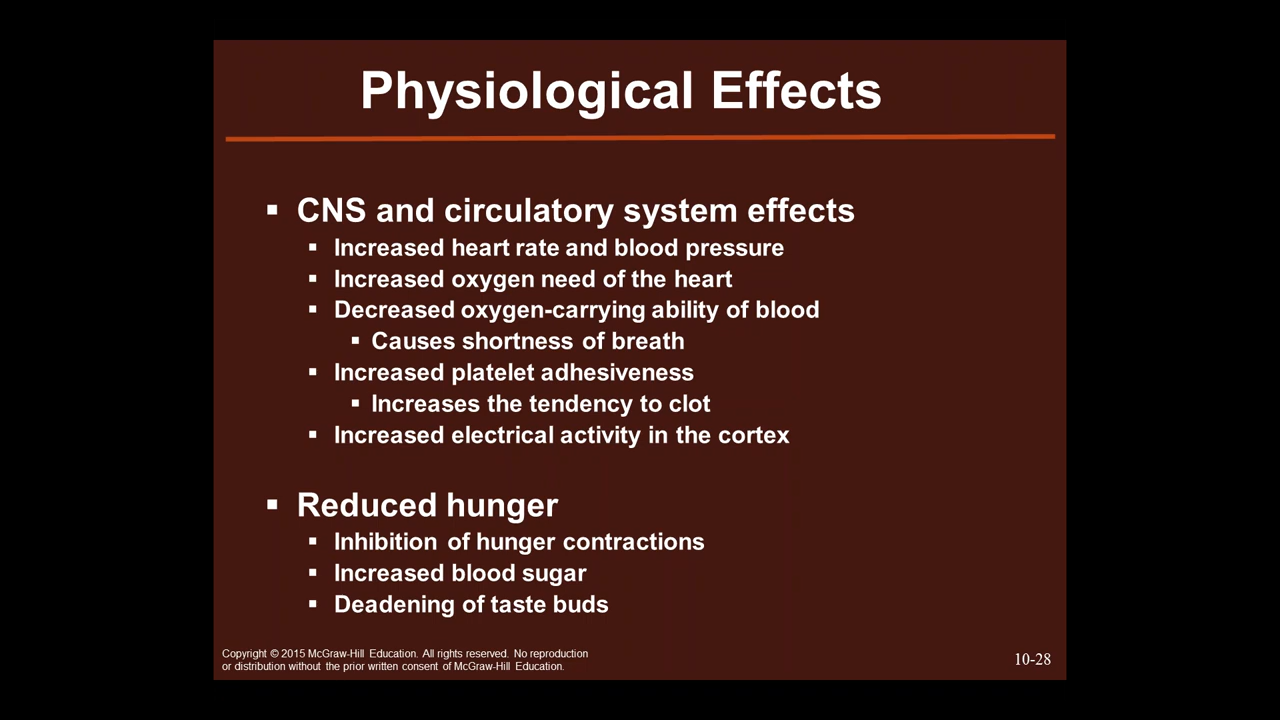 Physiological Effects
▪ CNS and circulatory system effects
▪ Increased heart rate and blood pressure
▪ Increased oxygen need of the heart
▪ Decreased oxygen-carrying ability of blood
▪ Causes shortness of breath
▪ Increased platelet adhesiveness
▪ Increases the tendency to clot
▪ Increased electrical activity in the cortex
▪ Reduced hunger
▪ Inhibition of hunger contractions
▪ Increased blood sugar
▪ Deadening of taste buds
Copyright © 2015 McGraw-Hill Education. All rights reserved. No reproduction
or distribution without the prior written consent of McGraw-Hill Education.
10-28